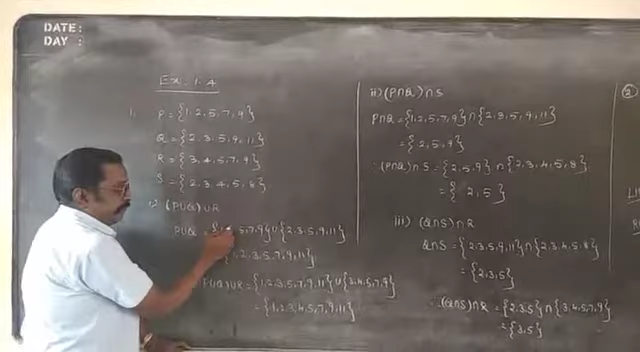 DATE:
DAY :
Ex. 1.4
1. P = {1, 2, 5, 7, 9}
Q = {2, 3, 5, 9, 11}
R = {3, 4, 5, 7, 9}
S = {2, 3, 4, 5, 8}
(PUQ)UR
PUQ = { 5, 7, 9}U{2, 3, 5, 9, 11}
{1, 2, 3, 5, 7, 9, 11}
PUQ)UR = {1, 2, 3, 5, 7, 9, 11}U{3, 4, 5, 7, 9}
= {1, 2, 3, 4, 5, 7, 9, 11}
ii) (P∩Q)∩S
P∩Q = {1, 2, 5, 7, 9}∩{2, 3, 5, 9, 11}
= {2, 5, 9}
∴(P∩Q)∩S = {2, 5, 9}∩{2, 3, 4, 5, 8}
= {2, 5}
iii) (Q∩S)∩R
Q∩S = {2, 3, 5, 9, 11}∩{2, 3, 4, 5, 8}
= {2, 3, 5}
∴(Q∩S)∩R = {2, 3, 5}∩{3, 4, 5, 7, 9}
= {3, 5}
2